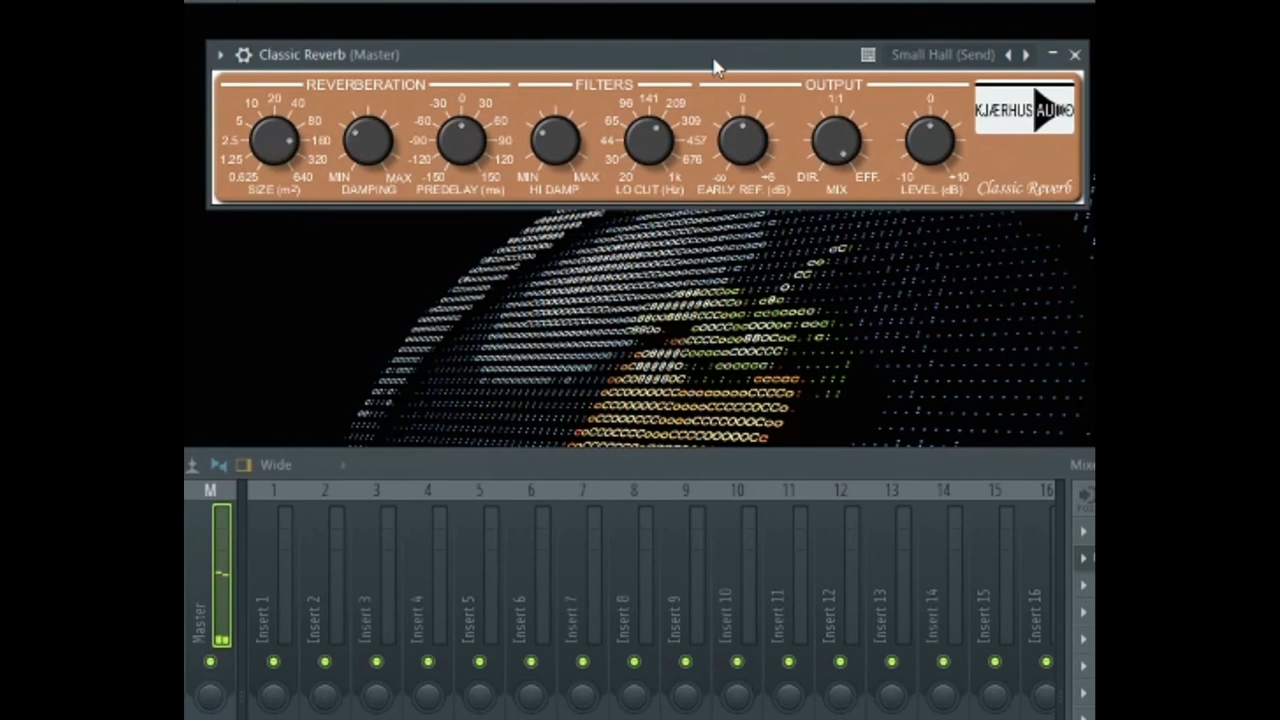 Classic Reverb (Master)
Small Hall (Send)
REVERBERATION
FILTERS
OUTPUT
10 20 40
-30 0 30
96 141 209
0
1:1
0
5 80
-60 60
65 309
2.5 160
-90 90
44 457
1.25 320
-120 120
30 676
0.625 640
MIN MAX
-150 150
MIN MAX
20 1k
-∞ +6
DIR. EFF.
-10 +10
SIZE (m²)
DAMPING
PREDELAY (ms)
HI DAMP.
LO CUT (Hz)
EARLY REF. (dB)
MIX
LEVEL (dB)
KJÆRHUS AUDIO
Classic Reverb
Wide
M 1 2 3 4 5 6 7 8 9 10 11 12 13 14 15 16
Master
Insert 1
Insert 2
Insert 3
Insert 4
Insert 5
Insert 6
Insert 7
Insert 8
Insert 9
Insert 10
Insert 11
Insert 12
Insert 13
Insert 14
Insert 15
Insert 16